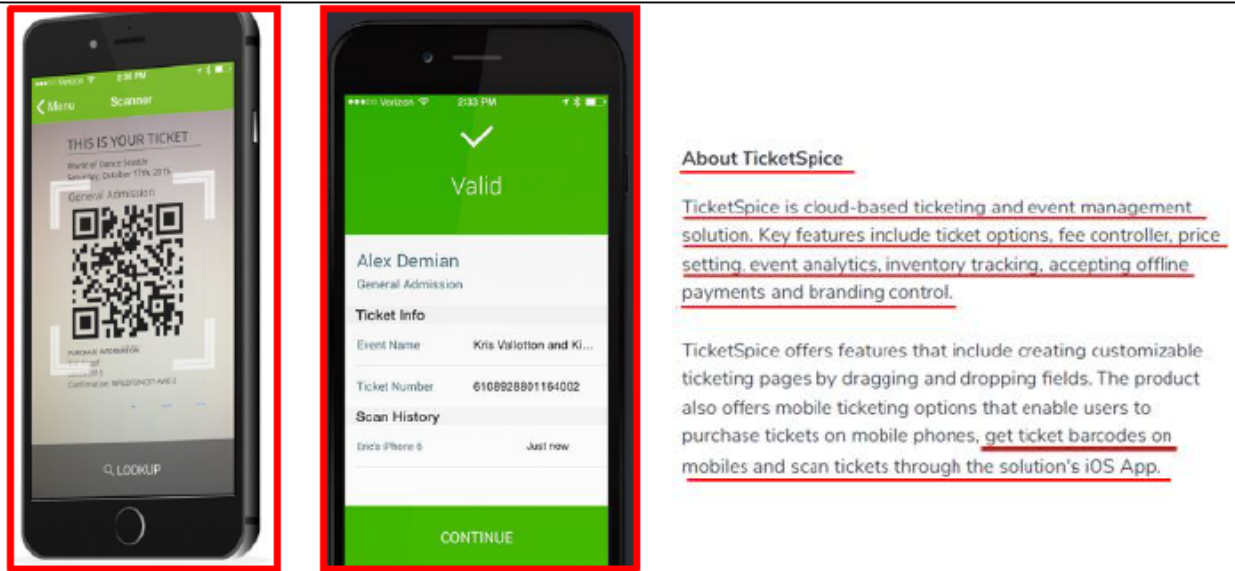 Verizon 2:36 PM
Menu Scanner
THIS IS YOUR TICKET
World of Dance Seattle
Saturday, October 17th, 2015
General Admission
PURCHASE INFORMATION
Confirmation:
LOOKUP
Verizon 2:33 PM
Valid
Alex Demian
General Admission
Ticket Info
Event Name Kris Vallotton and Ki...
Ticket Number 6108928801164002
Scan History
Eric's iPhone 6 Just now
CONTINUE
About TicketSpice
TicketSpice is cloud-based ticketing and event management
solution. Key features include ticket options, fee controller, price
setting, event analytics, inventory tracking, accepting offline
payments and branding control.
TicketSpice offers features that include creating customizable
ticketing pages by dragging and dropping fields. The product
also offers mobile ticketing options that enable users to
purchase tickets on mobile phones, get ticket barcodes on
mobiles and scan tickets through the solution's iOS App.